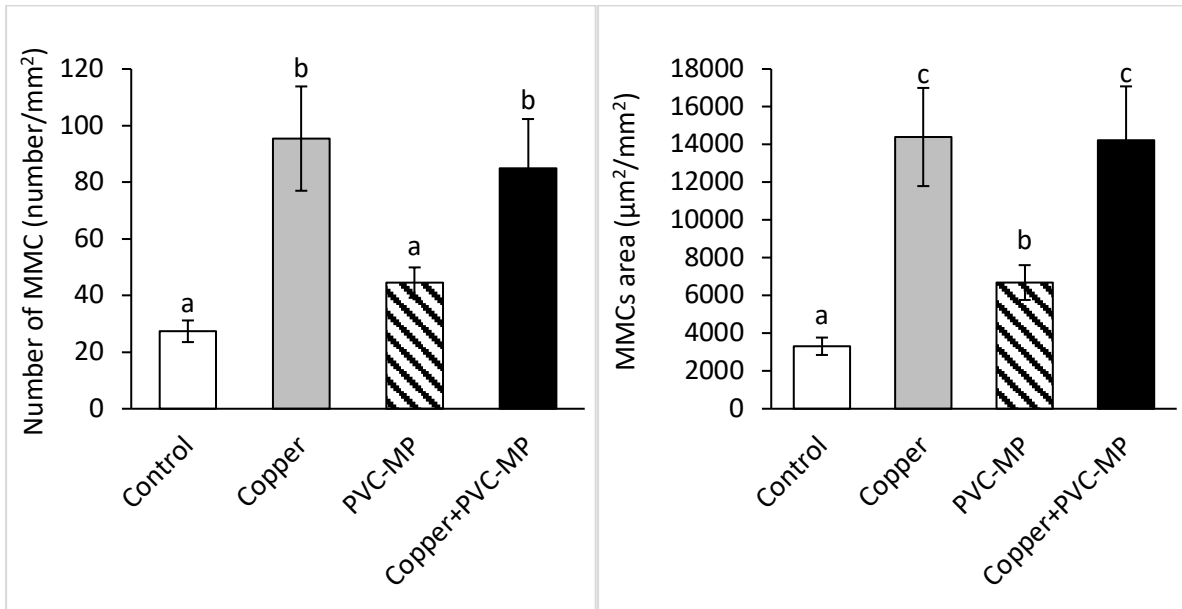 Number of MMC (number/mm²)
120
100
80
60
40
20
0
a
b
a
b
Control
Copper
PVC-MP
Copper+PVC-MP
MMCs area (µm²/mm²)
18000
16000
14000
12000
10000
8000
6000
4000
2000
0
a
c
b
c
Control
Copper
PVC-MP
Copper+PVC-MP